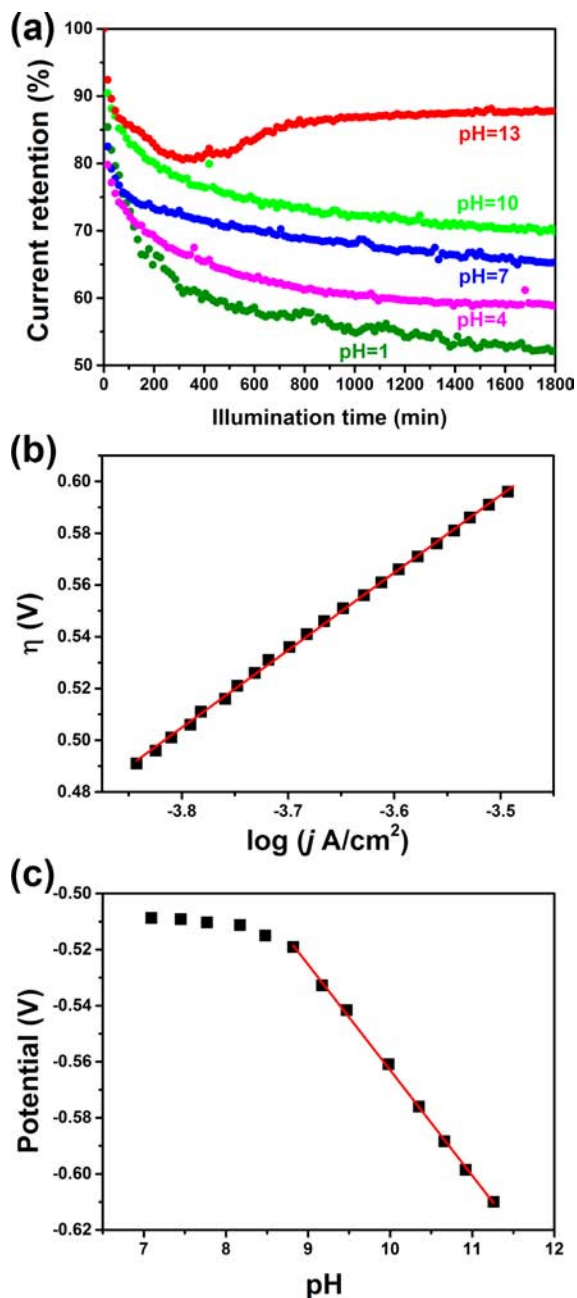 (a)
Current retention (%)
100
90
80
70
60
50
pH=13
pH=10
pH=7
pH=4
pH=1
0 200 400 600 800 1000 1200 1400 1600 1800
Illumination time (min)
(b)
η (V)
0.60
0.58
0.56
0.54
0.52
0.50
0.48
-3.8 -3.7 -3.6 -3.5
log (j A/cm²)
(c)
Potential (V)
-0.50
-0.52
-0.54
-0.56
-0.58
-0.60
-0.62
7 8 9 10 11 12
pH